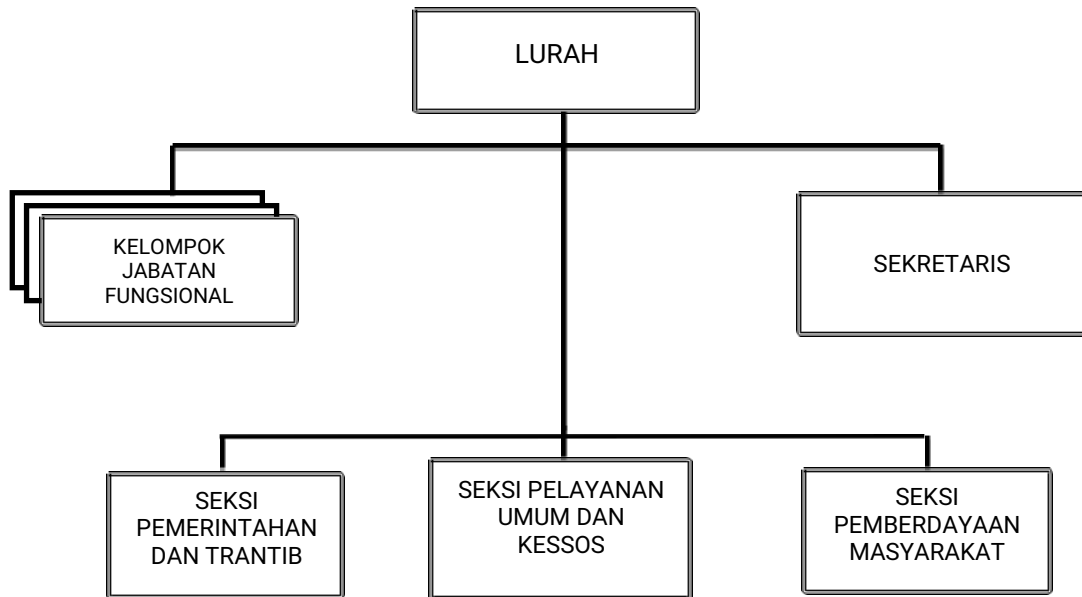 LURAH
KELOMPOK
JABATAN
FUNGSIONAL
SEKRETARIS
SEKSI
PEMERINTAHAN
DAN TRANTIB
SEKSI PELAYANAN
UMUM DAN
KESSOS
SEKSI
PEMBERDAYAAN
MASYARAKAT